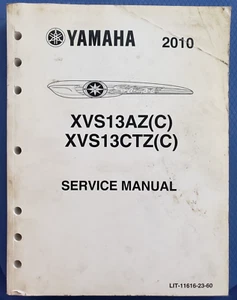 YAMAHA 2010
XVS13AZ(C)
XVS13CTZ(C)
SERVICE MANUAL
LIT-11616-23-60